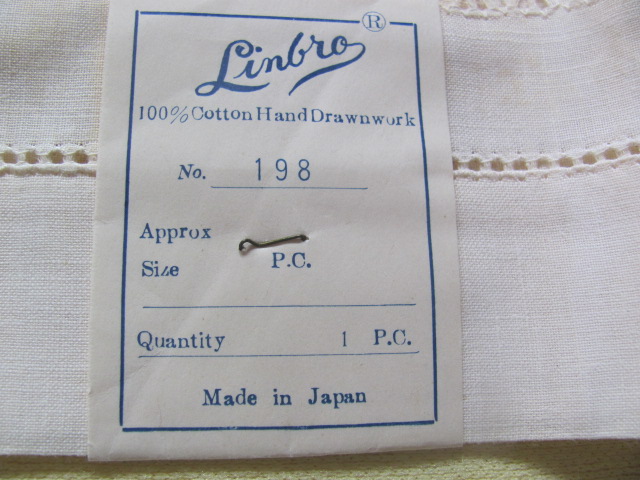 Linbro ®
100% Cotton Hand Drawnwork
No. 198
Approx
Size P.C.
Quantity 1 P.C.
Made in Japan